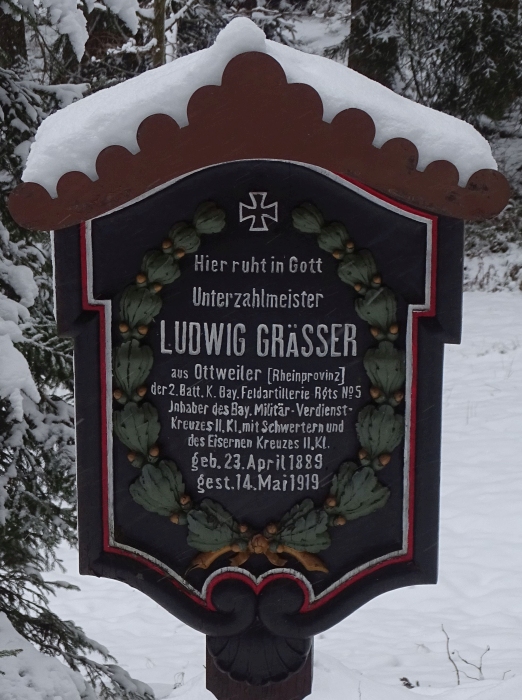 Hier ruht in Gott
Unterzahlmeister
LUDWIG GRÄSSER
aus Ottweiler [Rheinprovinz]
der 2. Batt. K. Bay. Feldartillerie Rgts Nº5
Jnhaber des Bay. Militär-Verdienst-
Kreuzes II. Kl. mit Schwertern und
des Eisernen Kreuzes II. Kl.
geb. 23. April 1889
gest. 14. Mai 1919